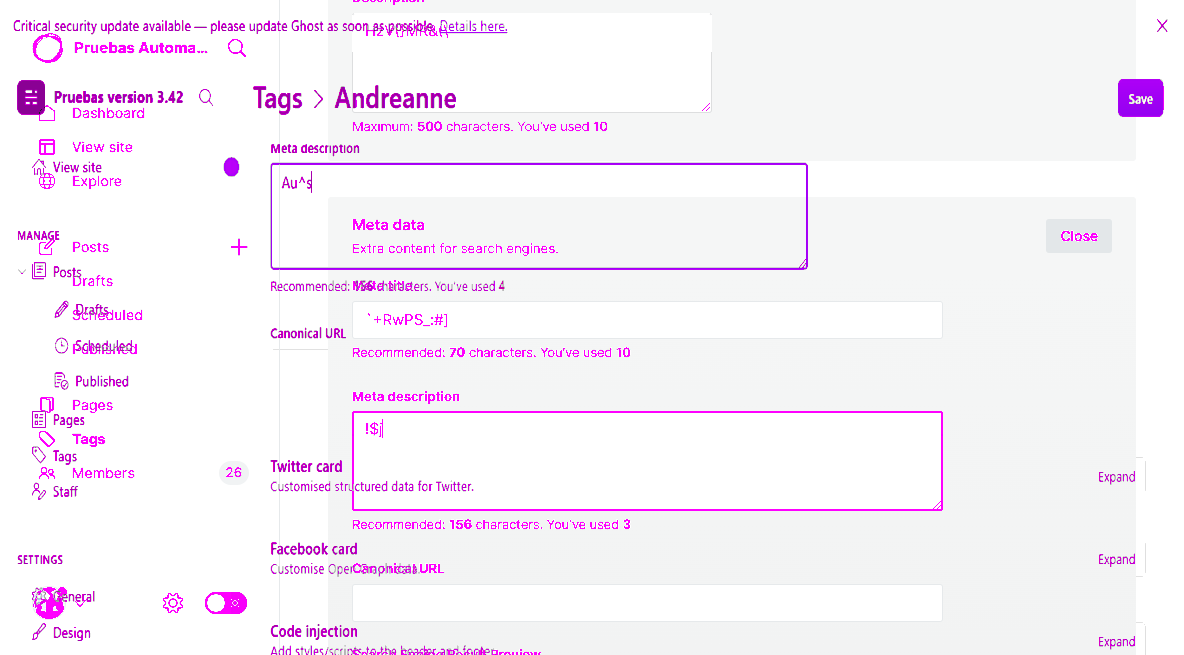 Description
Critical security update available — please update Ghost as soon as possible. Details here.
Pruebas Automa...
Pruebas version 3.42
Tags > Andreanne
Save
Dashboard
Maximum: 500 characters. You've used 10
View site
Meta description
View site
Explore
Au^s
Meta data
MANAGE
Close
Posts
Extra content for search engines.
Posts
Drafts
Recommended: 156 characters. You've used 4
Meta title
Drafts
Scheduled
`+RwPS_:#]
Canonical URL
Scheduled
Published
Recommended: 70 characters. You've used 10
Published
Meta description
Pages
Pages
!$j
Tags
Tags
Twitter card
Members
26
Expand
Customised structured data for Twitter.
Staff
Recommended: 156 characters. You've used 3
Facebook card
SETTINGS
Expand
Customise Open Graph data.
Canonical URL
General
Design
Code injection
Expand
Add styles/scripts to the header and footer.
Search Engine Result Preview